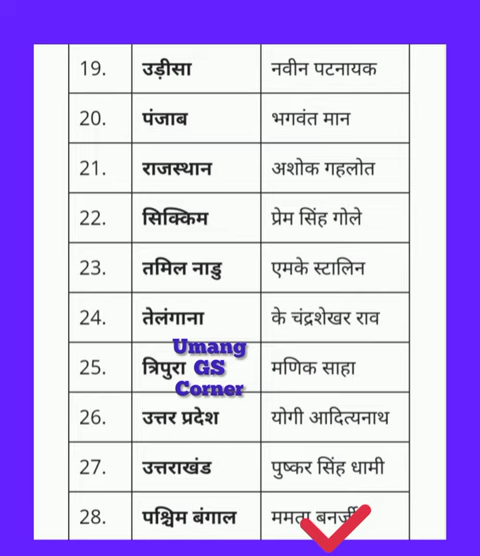 19. उड़ीसा नवीन पटनायक
20. पंजाब भगवंत मान
21. राजस्थान अशोक गहलोत
22. सिक्किम प्रेम सिंह गोले
23. तमिल नाडु एमके स्टालिन
24. तेलंगाना के चंद्रशेखर राव
Umang
25. त्रिपुरा GS मणिक साहा
Corner
26. उत्तर प्रदेश योगी आदित्यनाथ
27. उत्तराखंड पुष्कर सिंह धामी
28. पश्चिम बंगाल ममता बनर्जी